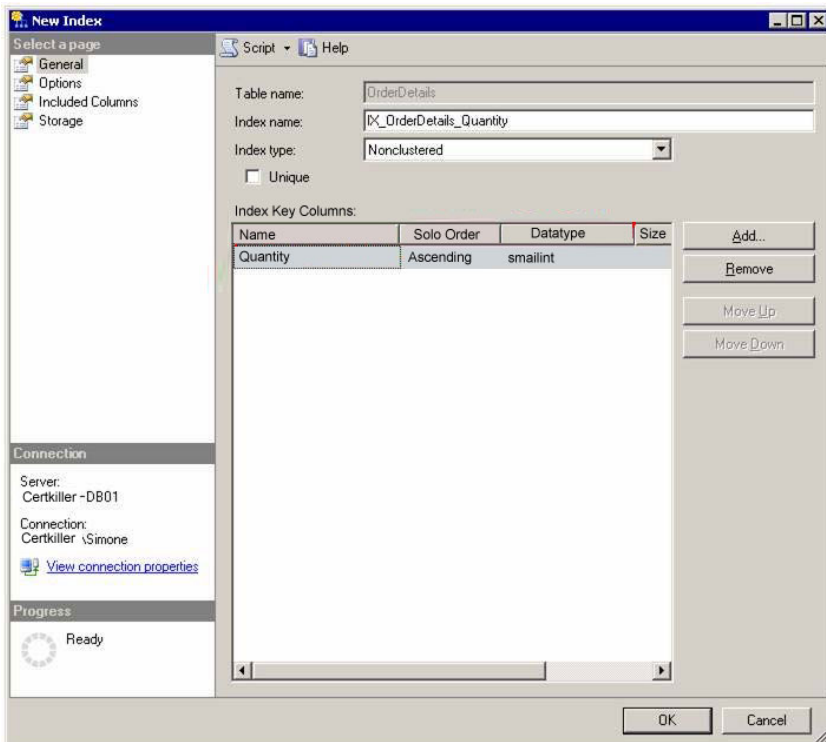 New Index
Select a page
General
Options
Included Columns
Storage
Script Help
Table name: OrderDetails
Index name: IX_OrderDetails_Quantity
Index type: Nonclustered
Unique
Index Key Columns:
Name Solo Order Datatype Size
Quantity Ascending smailint
Add...
Remove
Move Up
Move Down
Connection
Server:
Certkiller -DB01
Connection:
Certkiller \Simone
View connection properties
Progress
Ready
OK Cancel